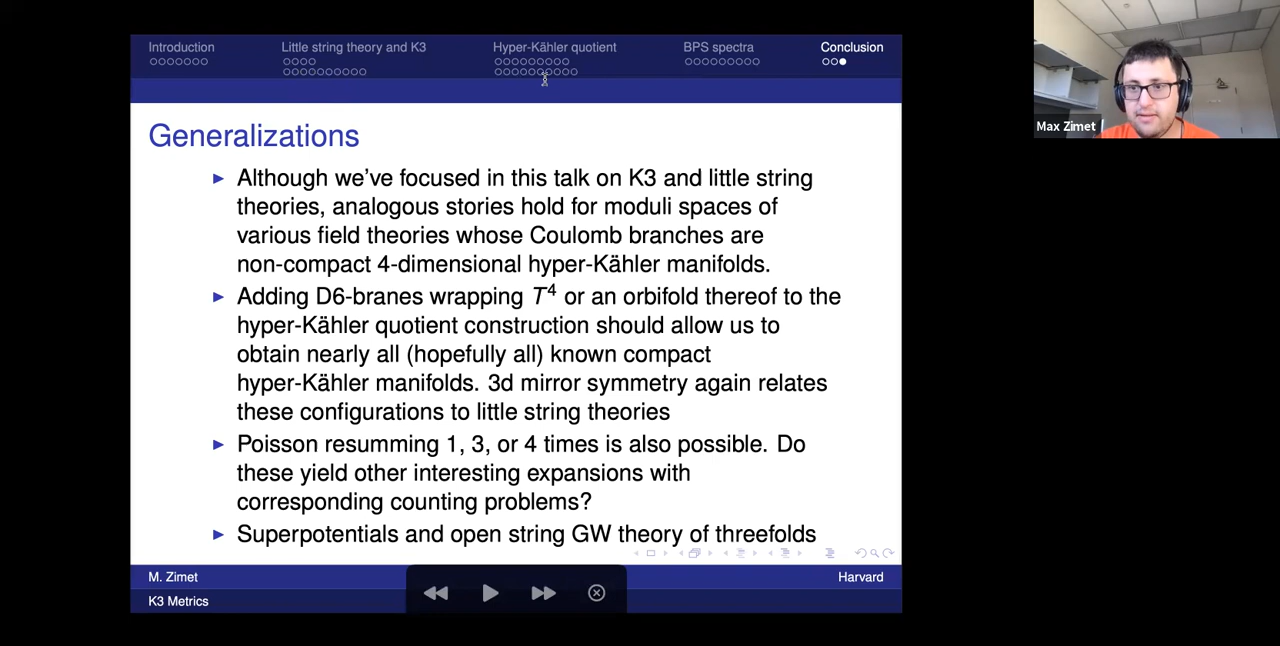 Introduction
Little string theory and K3
Hyper-Kähler quotient
BPS spectra
Conclusion
Max Zimet
Generalizations
Although we've focused in this talk on K3 and little string
theories, analogous stories hold for moduli spaces of
various field theories whose Coulomb branches are
non-compact 4-dimensional hyper-Kähler manifolds.
Adding D6-branes wrapping T⁴ or an orbifold thereof to the
hyper-Kähler quotient construction should allow us to
obtain nearly all (hopefully all) known compact
hyper-Kähler manifolds. 3d mirror symmetry again relates
these configurations to little string theories
Poisson resumming 1, 3, or 4 times is also possible. Do
these yield other interesting expansions with
corresponding counting problems?
Superpotentials and open string GW theory of threefolds
M. Zimet
Harvard
K3 Metrics